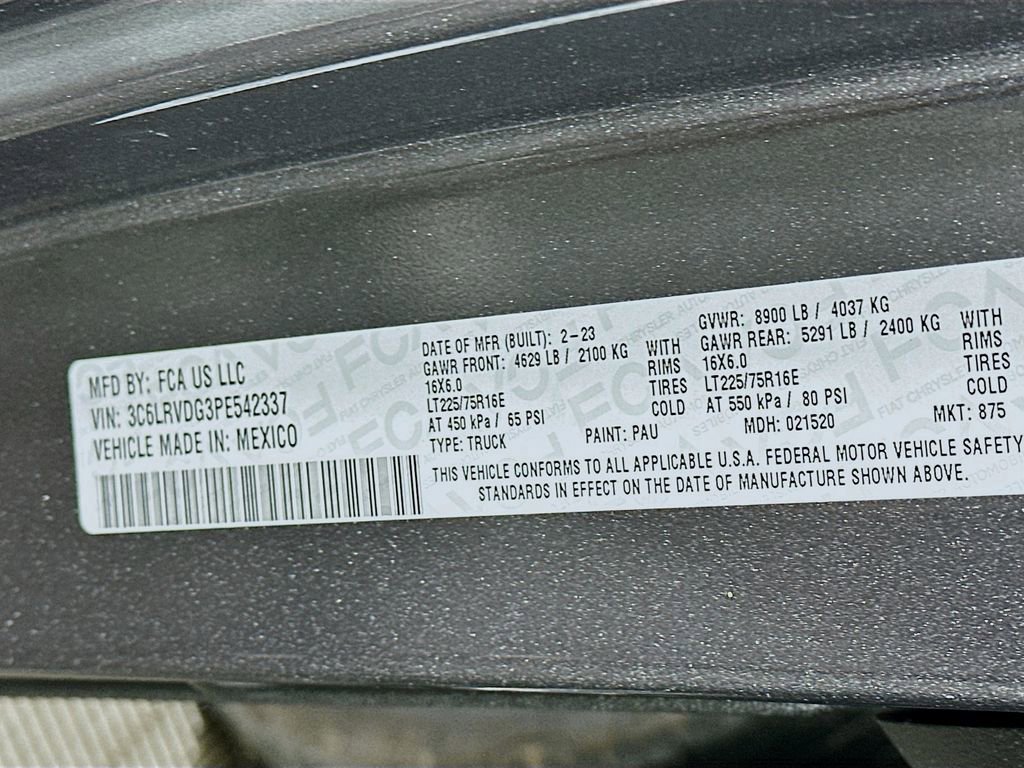 MFD BY: FCA US LLC
VIN: 3C6LRVDG3PE542337
VEHICLE MADE IN: MEXICO
DATE OF MFR (BUILT): 2-23
GAWR FRONT: 4629 LB / 2100 KG WITH
16X6.0 RIMS
LT225/75R16E TIRES
AT 450 kPa / 65 PSI COLD
TYPE: TRUCK PAINT: PAU
GVWR: 8900 LB / 4037 KG
GAWR REAR: 5291 LB / 2400 KG WITH
16X6.0 RIMS
LT225/75R16E TIRES
AT 550 kPa / 80 PSI COLD
MDH: 021520 MKT: 875
THIS VEHICLE CONFORMS TO ALL APPLICABLE U.S.A. FEDERAL MOTOR VEHICLE SAFETY
STANDARDS IN EFFECT ON THE DATE OF MANUFACTURE SHOWN ABOVE.